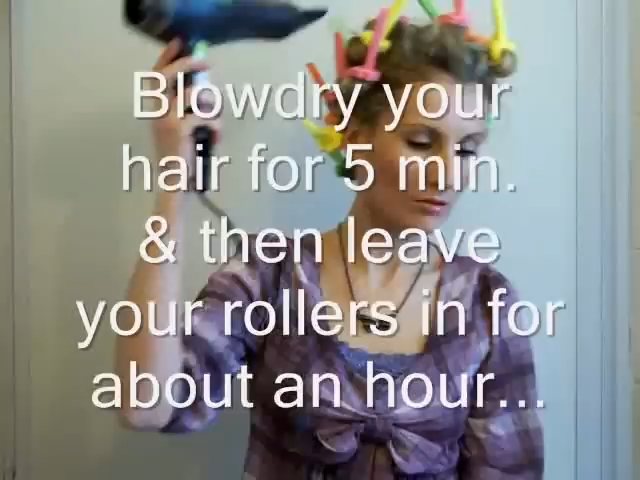 Blowdry your
hair for 5 min.
& then leave
your rollers in for
about an hour...